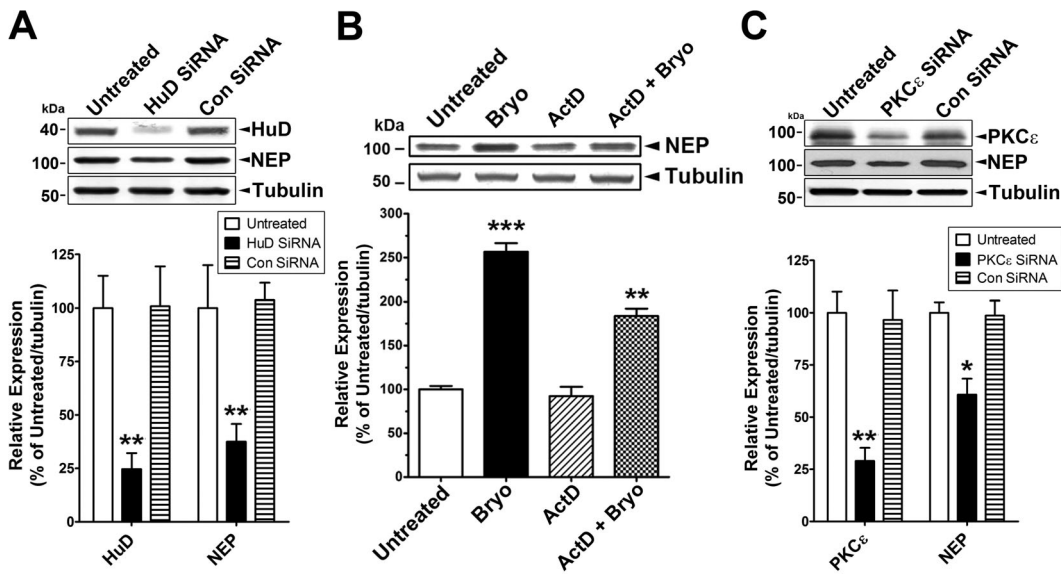 A
Untreated
HuD SiRNA
Con SiRNA
kDa
40-
HuD
100-
NEP
50-
Tubulin
Untreated
HuD SiRNA
Con SiRNA
Relative Expression
(% of Untreated/tubulin)
125
100
75
50
25
0
**
**
HuD
NEP
B
Untreated
Bryo
ActD
ActD + Bryo
kDa
100 –
NEP
50 –
Tubulin
Relative Expression
(% of Untreated/tubulin)
300
250
200
150
100
50
0
***
**
Untreated
Bryo
ActD
ActD + Bryo
C
Untreated
PKCε SiRNA
Con SiRNA
kDa
100-
PKCε
100-
NEP
50-
Tubulin
Untreated
PKCε SiRNA
Con SiRNA
Relative Expression
(% of Untreated/tubulin)
125
100
75
50
25
0
**
*
PKCε
NEP